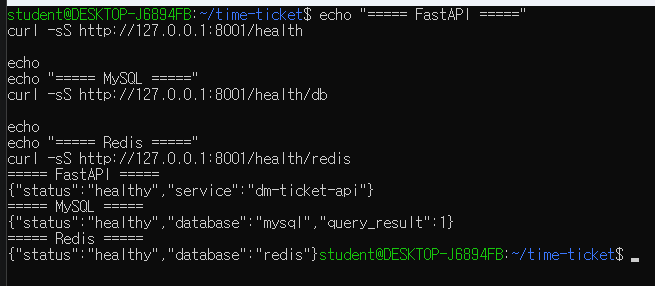 student@DESKTOP-J6894FB:~/time-ticket$ echo "===== FastAPI ====="
curl -sS http://127.0.0.1:8001/health
echo
echo "===== MySQL ====="
curl -sS http://127.0.0.1:8001/health/db
echo
echo "===== Redis ====="
curl -sS http://127.0.0.1:8001/health/redis
===== FastAPI =====
{"status":"healthy","service":"dm-ticket-api"}
===== MySQL =====
{"status":"healthy","database":"mysql","query_result":1}
===== Redis =====
{"status":"healthy","database":"redis"}student@DESKTOP-J6894FB:~/time-ticket$